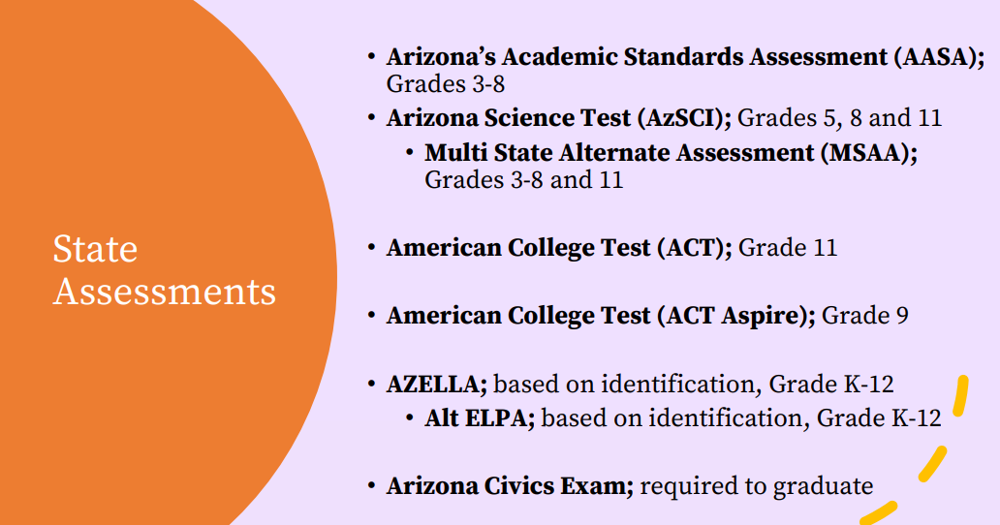 State
Assessments
• Arizona’s Academic Standards Assessment (AASA);
Grades 3-8
• Arizona Science Test (AzSCI); Grades 5, 8 and 11
• Multi State Alternate Assessment (MSAA);
Grades 3-8 and 11
• American College Test (ACT); Grade 11
• American College Test (ACT Aspire); Grade 9
• AZELLA; based on identification, Grade K-12
• Alt ELPA; based on identification, Grade K-12
• Arizona Civics Exam; required to graduate